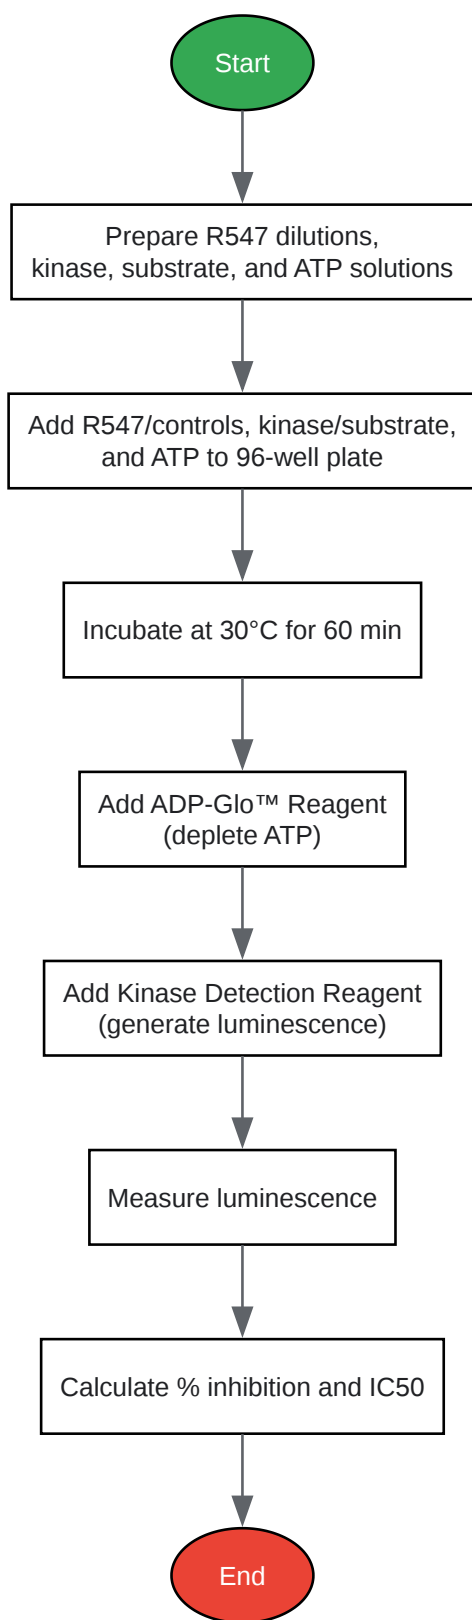 Start
Prepare R547 dilutions,
kinase, substrate, and ATP solutions
Add R547/controls, kinase/substrate,
and ATP to 96-well plate
Incubate at 30°C for 60 min
Add ADP-Glo™ Reagent
(deplete ATP)
Add Kinase Detection Reagent
(generate luminescence)
Measure luminescence
Calculate % inhibition and IC50
End